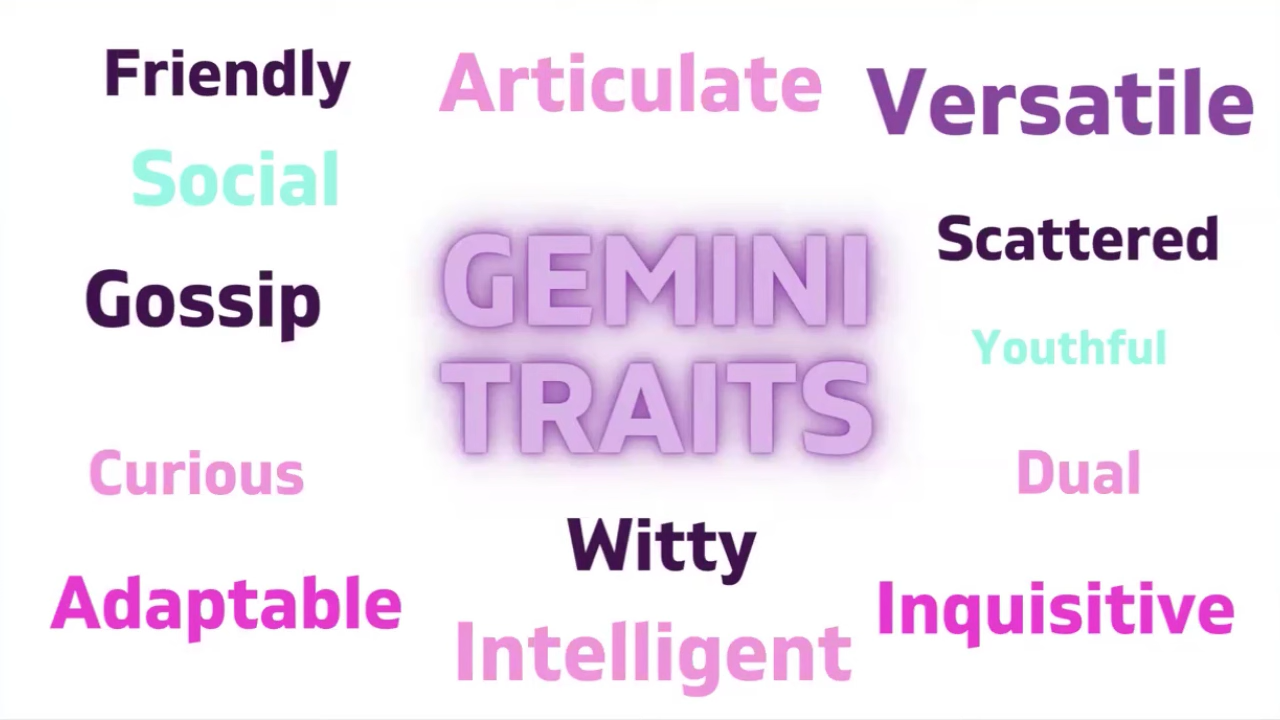 Friendly
Articulate
Versatile
Social
Scattered
Gossip
GEMINI
TRAITS
Youthful
Curious
Dual
Witty
Adaptable
Inquisitive
Intelligent